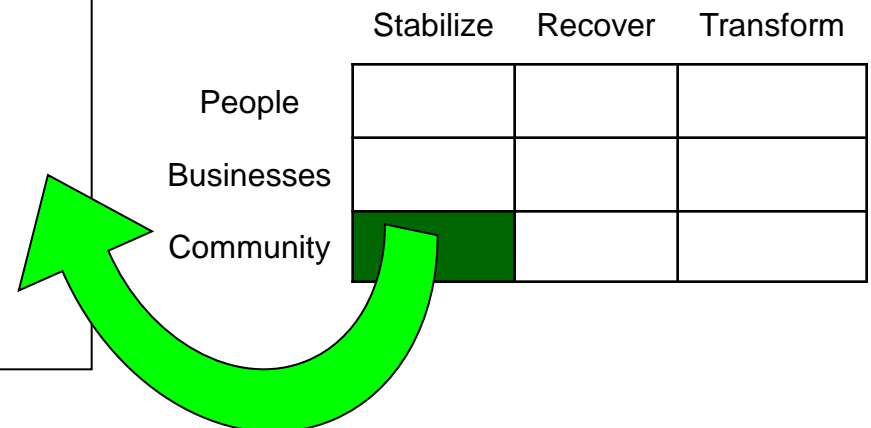 Stabilize Recover Transform
People
Businesses
Community